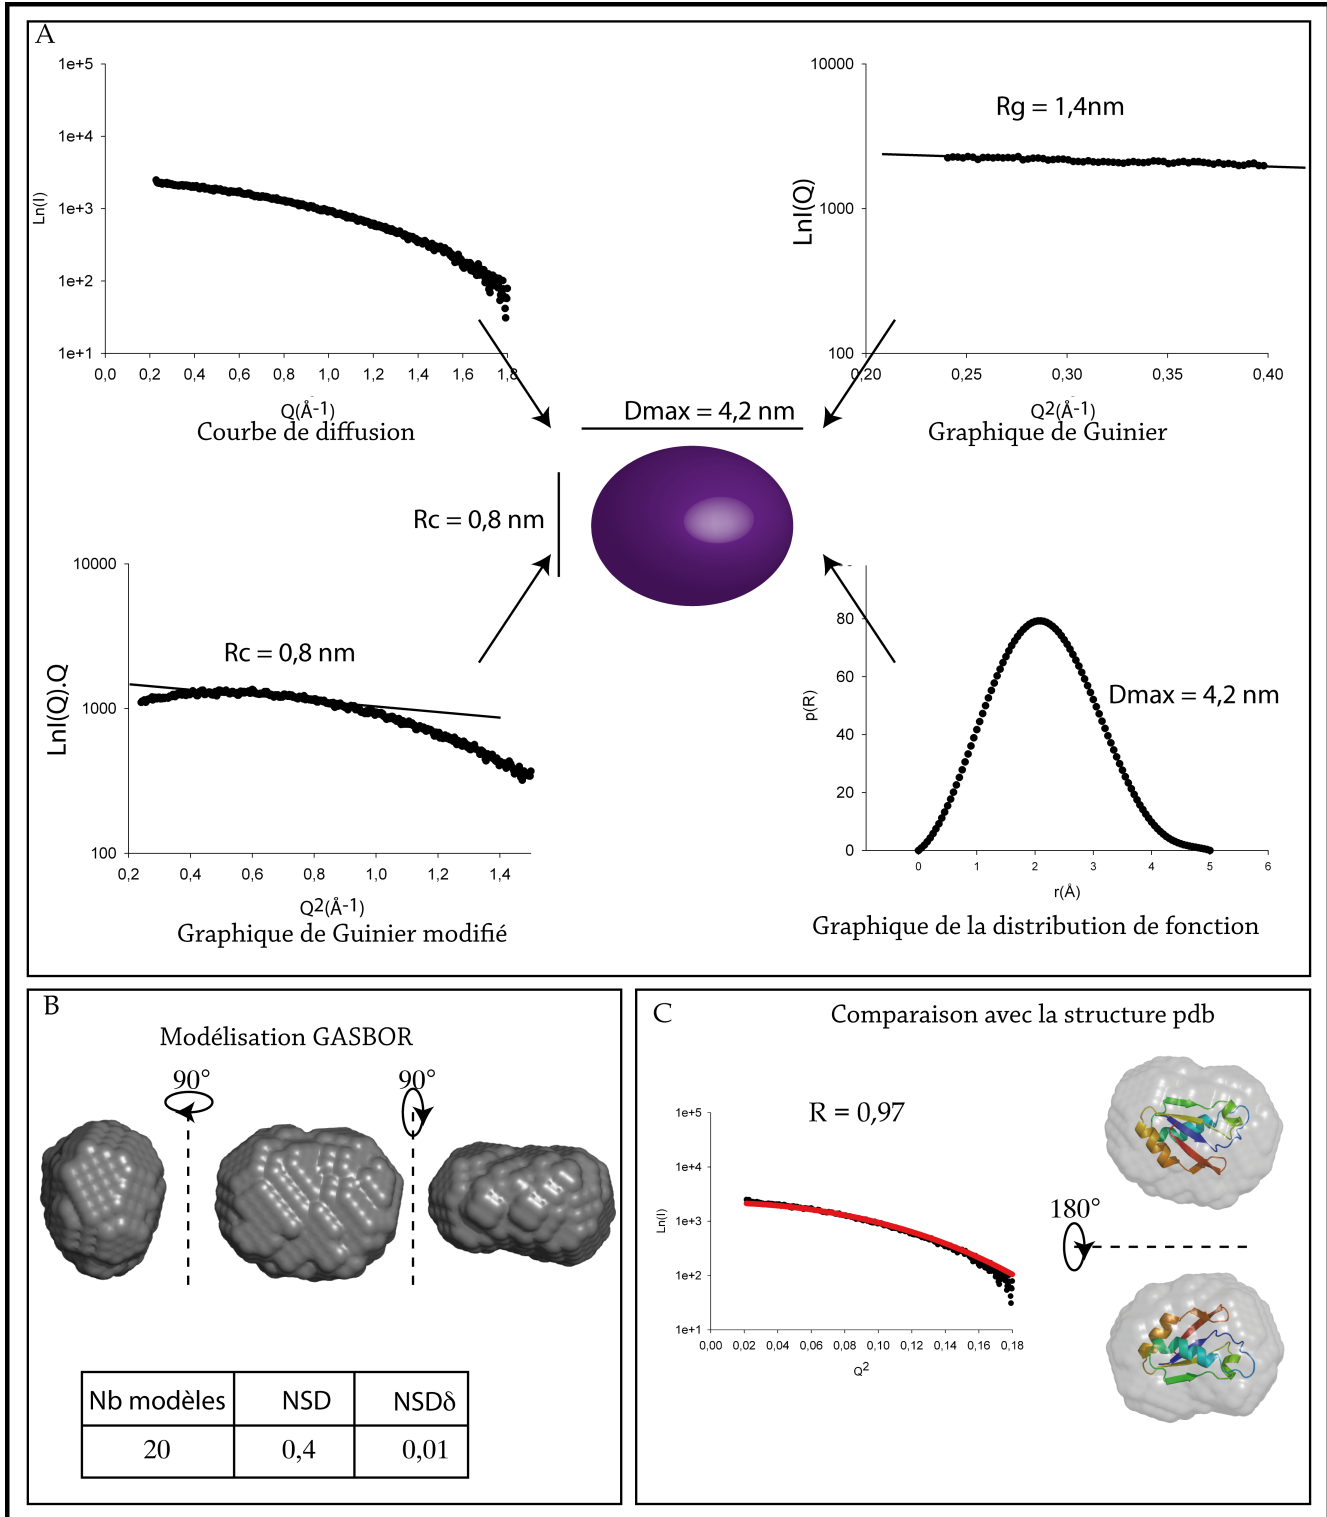 A
1e+5
1e+4
1e+3
1e+2
1e+1
Ln(I)
0,0 0,2 0,4 0,6 0,8 1,0 1,2 1,4 1,6 1,8
Q(Å-1)
Courbe de diffusion
10000
1000
100
LnI(Q)
Rg = 1,4nm
0,20 0,25 0,30 0,35 0,40
Q2(Å-1)
Graphique de Guinier
Dmax = 4,2 nm
Rc = 0,8 nm
10000
1000
100
LnI(Q).Q
Rc = 0,8 nm
0,2 0,4 0,6 0,8 1,0 1,2 1,4
Q2(Å-1)
Graphique de Guinier modifié
80
60
40
20
0
p(R)
Dmax = 4,2 nm
0 1 2 3 4 5 6
r(Å)
Graphique de la distribution de fonction
B
Modélisation GASBOR
90° 90°
Nb modèles NSD NSDδ
20 0,4 0,01
C
Comparaison avec la structure pdb
R = 0,97
1e+5
1e+4
1e+3
1e+2
1e+1
Ln(I)
0,00 0,02 0,04 0,06 0,08 0,10 0,12 0,14 0,16 0,18
Q2
180°